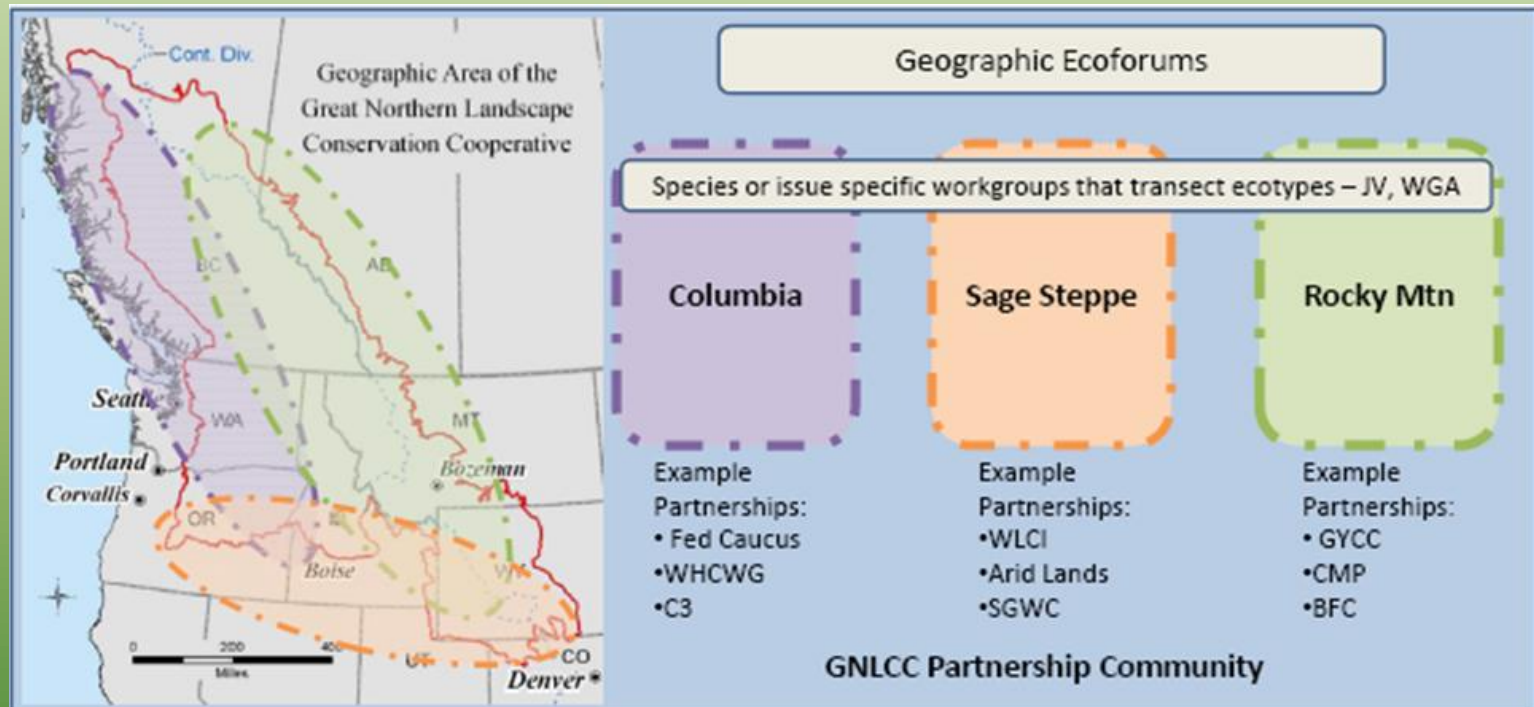 Cont. Div.
Geographic Area of the
Great Northern Landscape
Conservation Cooperative
BC
AB
Seattle
WA
MT
Portland
Corvallis
Bozeman
OR
Boise
WY
0 200 400
Miles
UT
CO
Denver
Geographic Ecoforums
Species or issue specific workgroups that transect ecotypes – JV, WGA
Columbia
Sage Steppe
Rocky Mtn
Example
Partnerships:
• Fed Caucus
•WHCWG
•C3
Example
Partnerships:
•WLCI
•Arid Lands
•SGWC
Example
Partnerships:
• GYCC
•CMP
•BFC
GNLCC Partnership Community